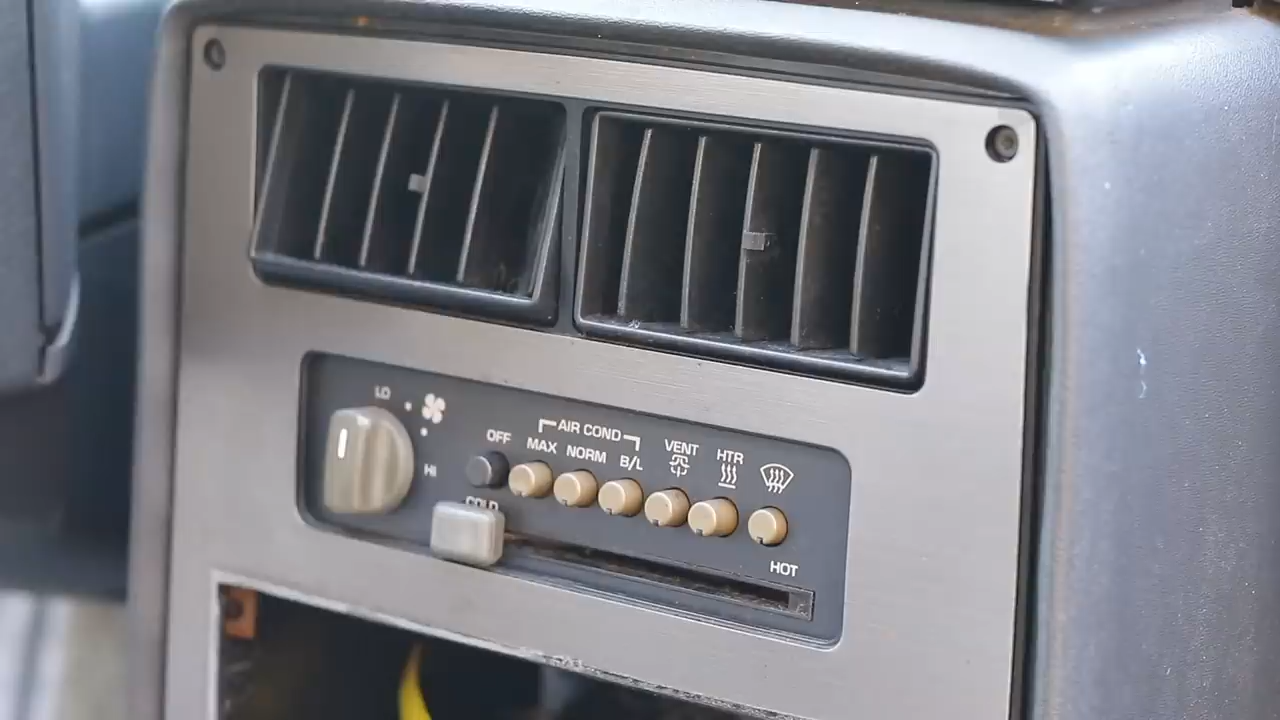 LO
HI
OFF
AIR COND
MAX NORM B/L
VENT
HTR
COLD
HOT